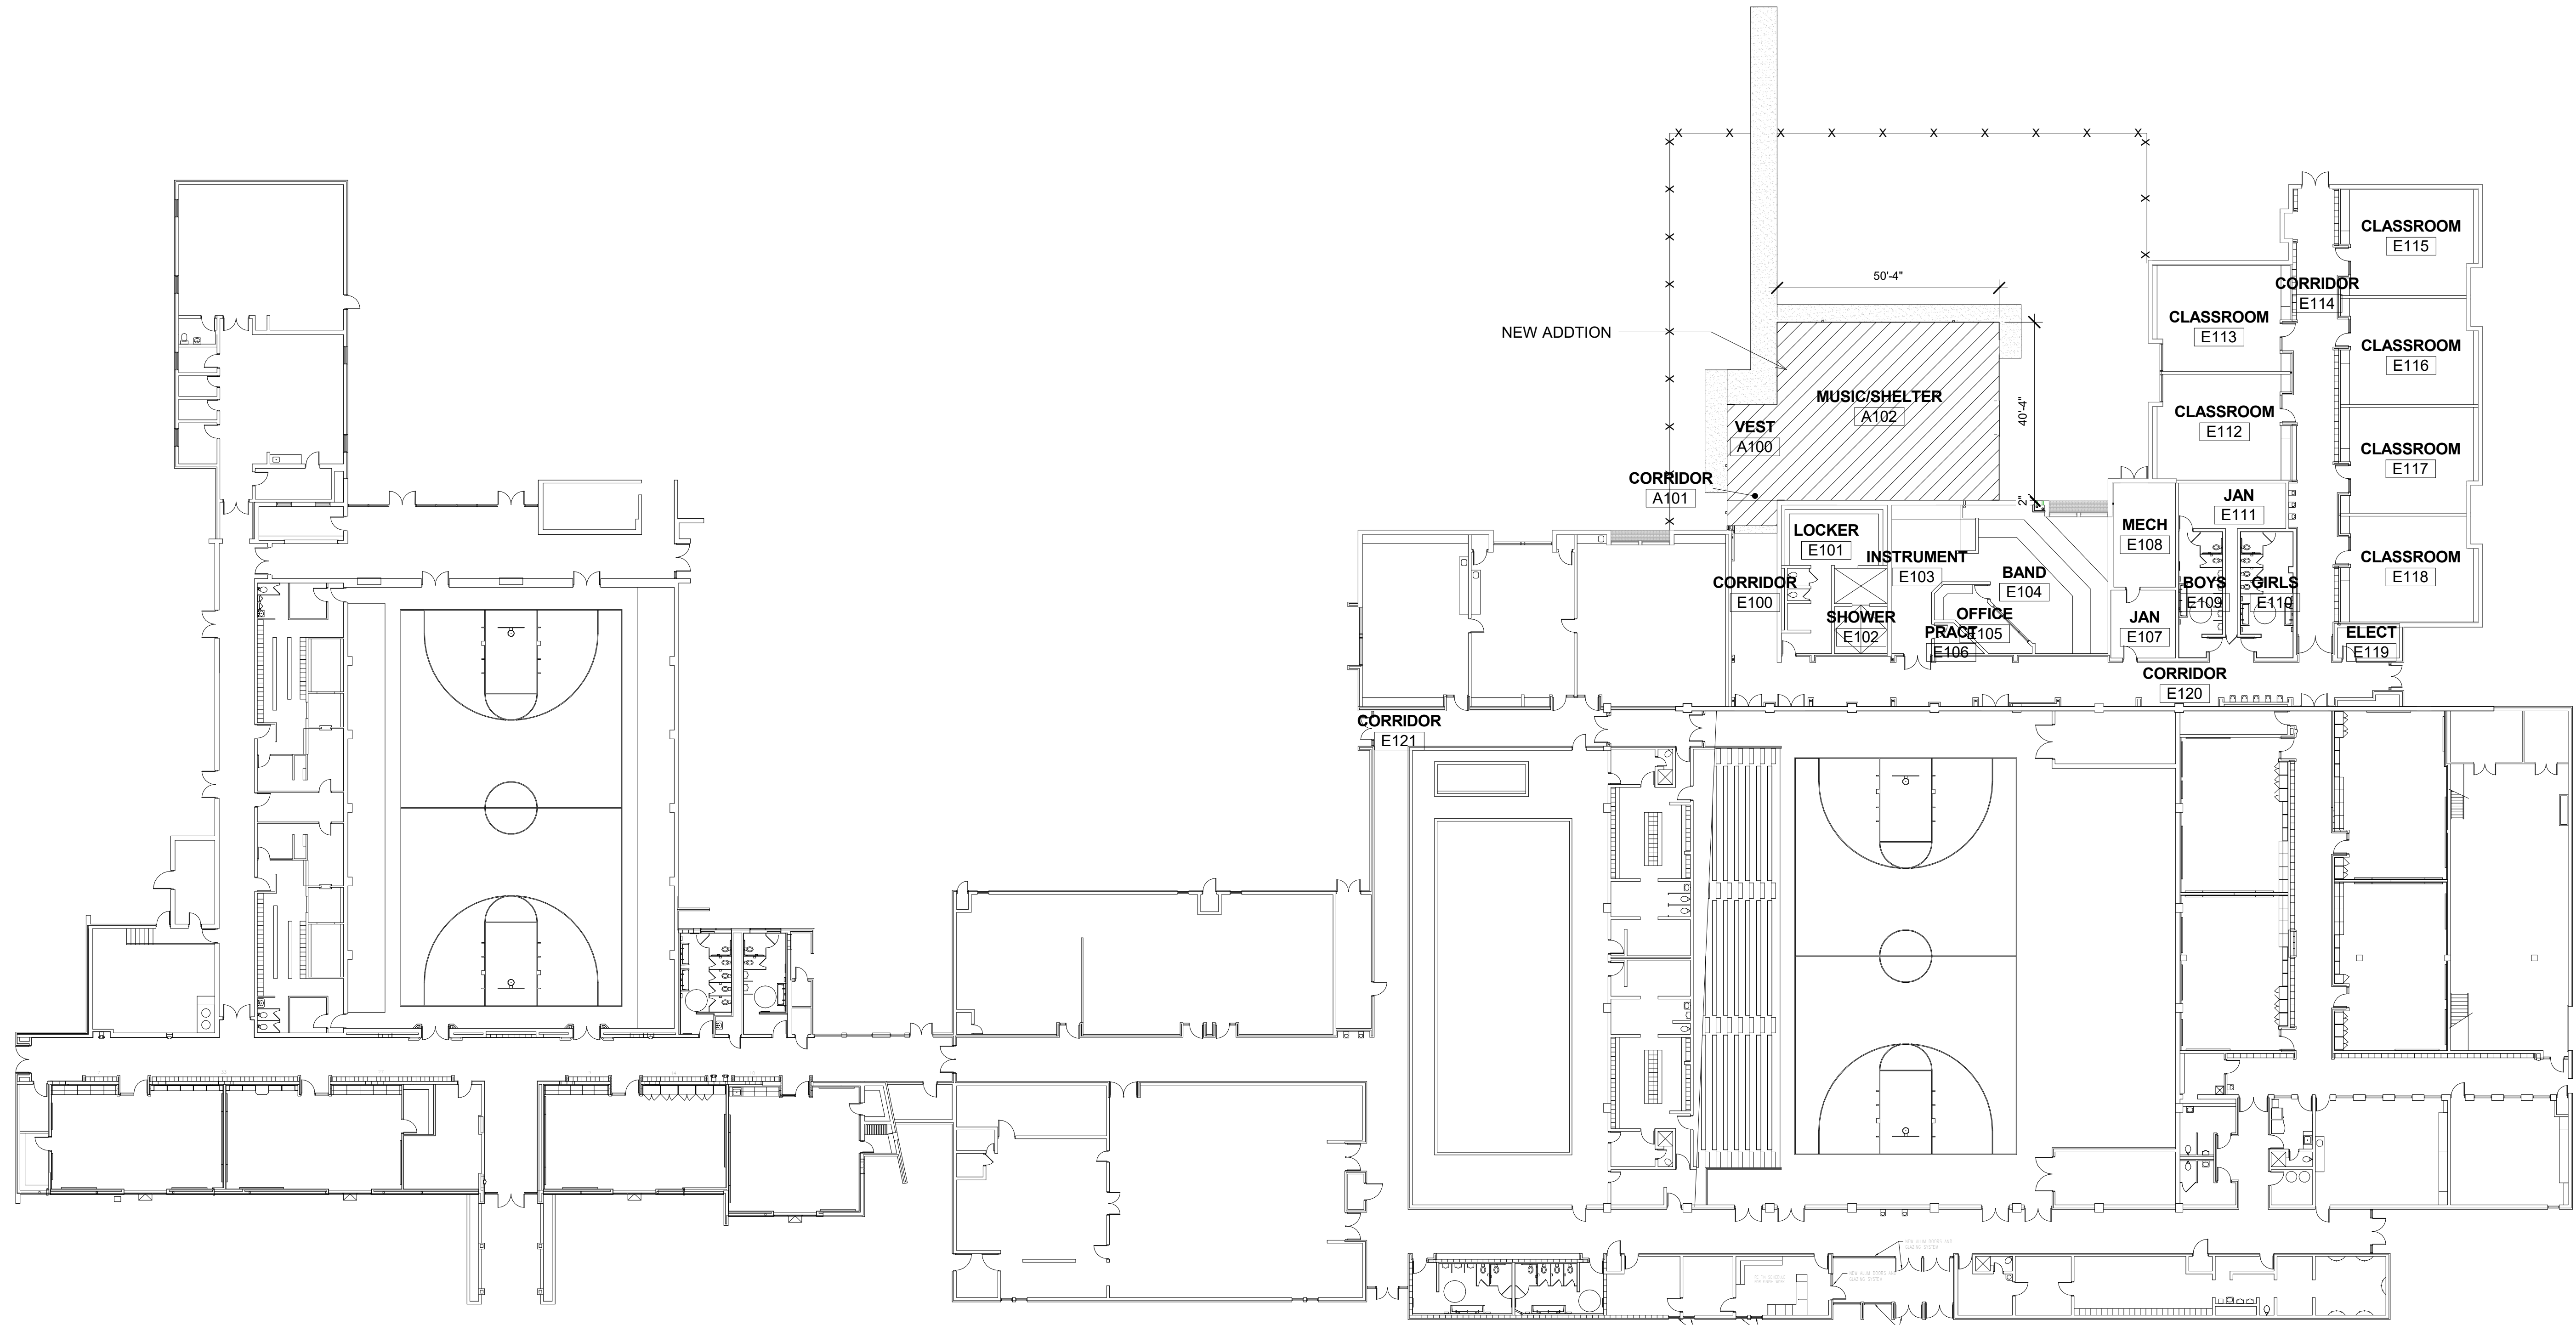 CLASSROOM
E115
50'-4"
CORRIDOR
E114
CLASSROOM
E113
NEW ADDTION
CLASSROOM
E116
MUSIC/SHELTER
A102
40'-4"
CLASSROOM
E112
VEST
A100
CLASSROOM
E117
CORRIDOR
A101
2"
JAN
E111
LOCKER
E101
MECH
E108
INSTRUMENT
E103
CLASSROOM
E118
BAND
E104
CORRIDOR
E100
BOYS
E109
GIRLS
E110
SHOWER
E102
OFFICE
E105
JAN
E107
PRACT
E106
ELECT
E119
CORRIDOR
E120
CORRIDOR
E121